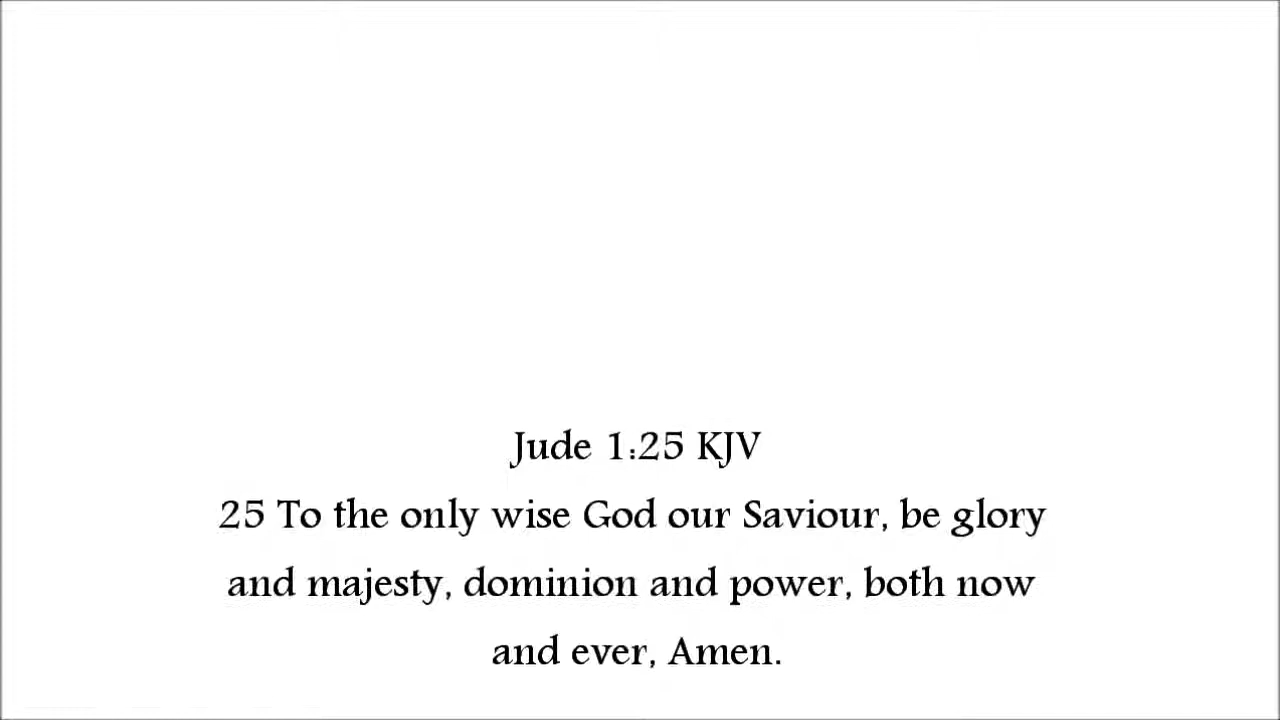 Jude 1:25 KJV
25 To the only wise God our Saviour, be glory
and majesty, dominion and power, both now
and ever, Amen.